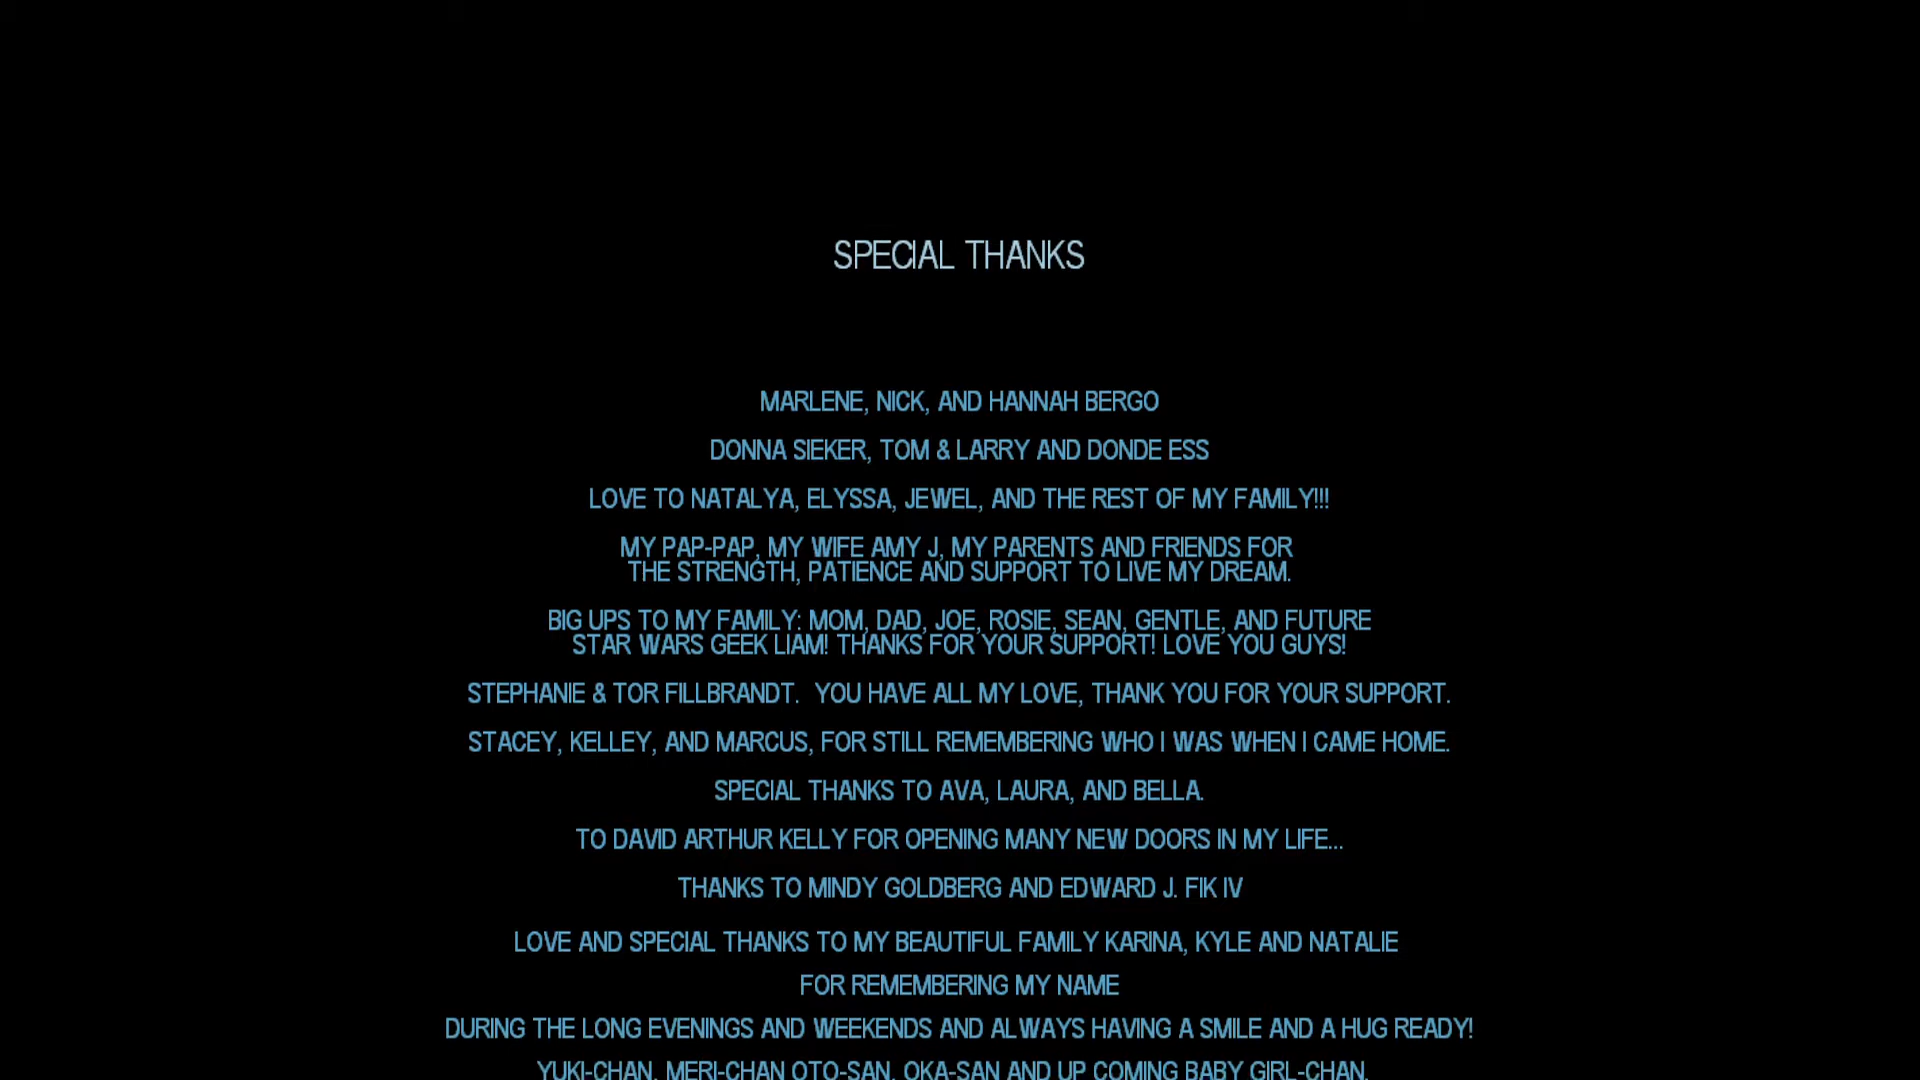 SPECIAL THANKS
MARLENE, NICK, AND HANNAH BERGO
DONNA SIEKER, TOM & LARRY AND DONDE ESS
LOVE TO NATALYA, ELYSSA, JEWEL, AND THE REST OF MY FAMILY!!!
MY PAP-PAP, MY WIFE AMY J, MY PARENTS AND FRIENDS FOR
THE STRENGTH, PATIENCE AND SUPPORT TO LIVE MY DREAM.
BIG UPS TO MY FAMILY: MOM, DAD, JOE, ROSIE, SEAN, GENTLE, AND FUTURE
STAR WARS GEEK LIAM! THANKS FOR YOUR SUPPORT! LOVE YOU GUYS!
STEPHANIE & TOR FILLBRANDT.  YOU HAVE ALL MY LOVE, THANK YOU FOR YOUR SUPPORT.
STACEY, KELLEY, AND MARCUS, FOR STILL REMEMBERING WHO I WAS WHEN I CAME HOME.
SPECIAL THANKS TO AVA, LAURA, AND BELLA.
TO DAVID ARTHUR KELLY FOR OPENING MANY NEW DOORS IN MY LIFE...
THANKS TO MINDY GOLDBERG AND EDWARD J. FIK IV
LOVE AND SPECIAL THANKS TO MY BEAUTIFUL FAMILY KARINA, KYLE AND NATALIE
FOR REMEMBERING MY NAME
DURING THE LONG EVENINGS AND WEEKENDS AND ALWAYS HAVING A SMILE AND A HUG READY!
YUKI-CHAN, MERI-CHAN OTO-SAN, OKA-SAN AND UP COMING BABY GIRL-CHAN.